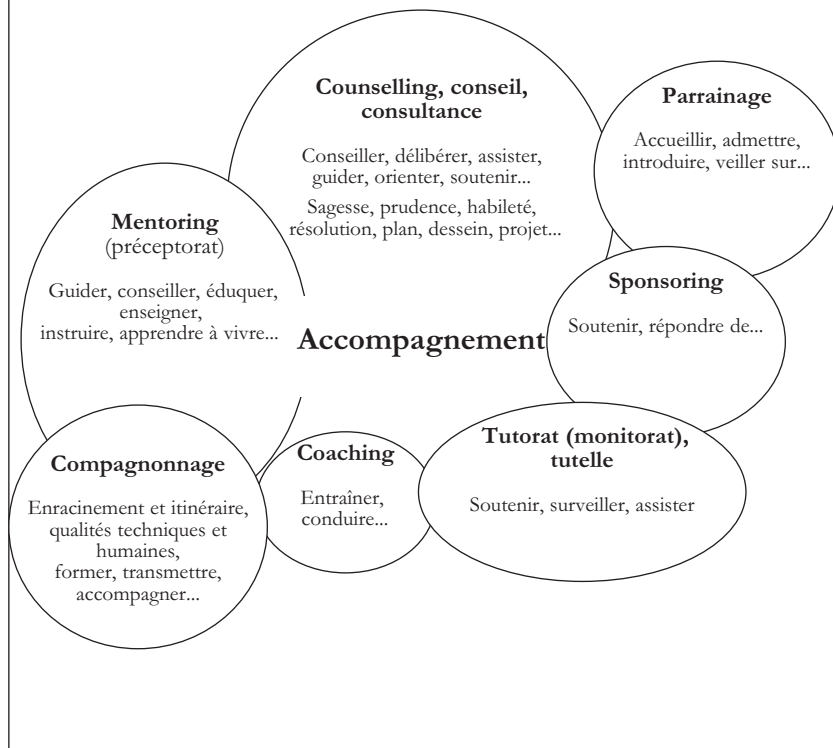 Counselling, conseil,
consultance
Conseiller, délibérer, assister,
guider, orienter, soutenir...
Sagesse, prudence, habileté,
résolution, plan, dessein, projet...
Parrainage
Accueillir, admettre,
introduire, veiller sur...
Mentoring
(préceptorat)
Guider, conseiller, éduquer,
enseigner,
instruire, apprendre à vivre...
Accompagnement
Sponsoring
Soutenir, répondre de...
Compagnonnage
Enracinement et itinéraire,
qualités techniques et
humaines,
former, transmettre,
accompagner...
Coaching
Entraîner,
conduire...
Tutorat (monitorat),
tutelle
Soutenir, surveiller, assister